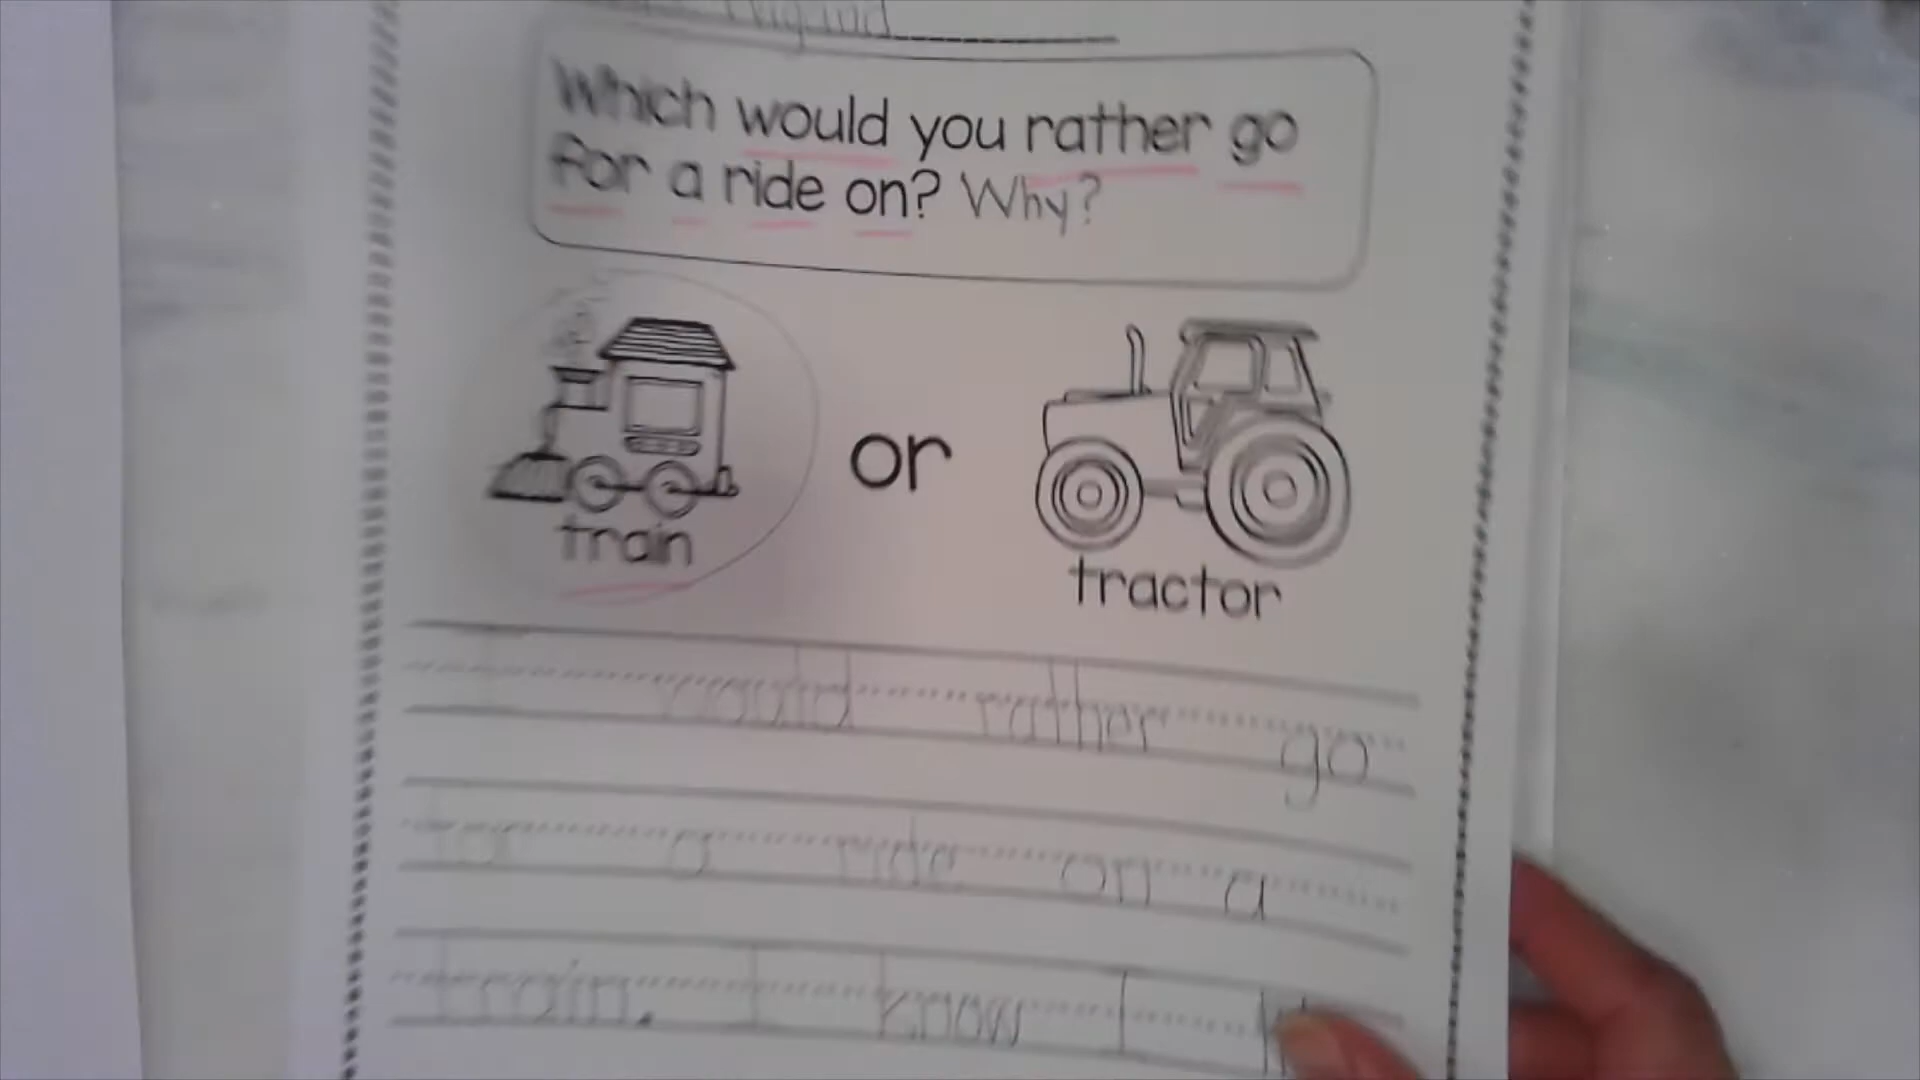 Which would you rather go
for a ride on? Why?
or
train
tractor
I would rather go
for a ride on a
train. I know I